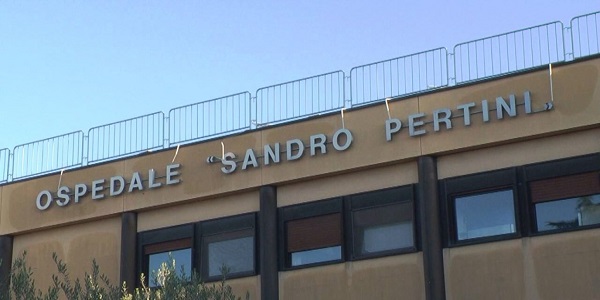 OSPEDALE "SANDRO PERTINI"